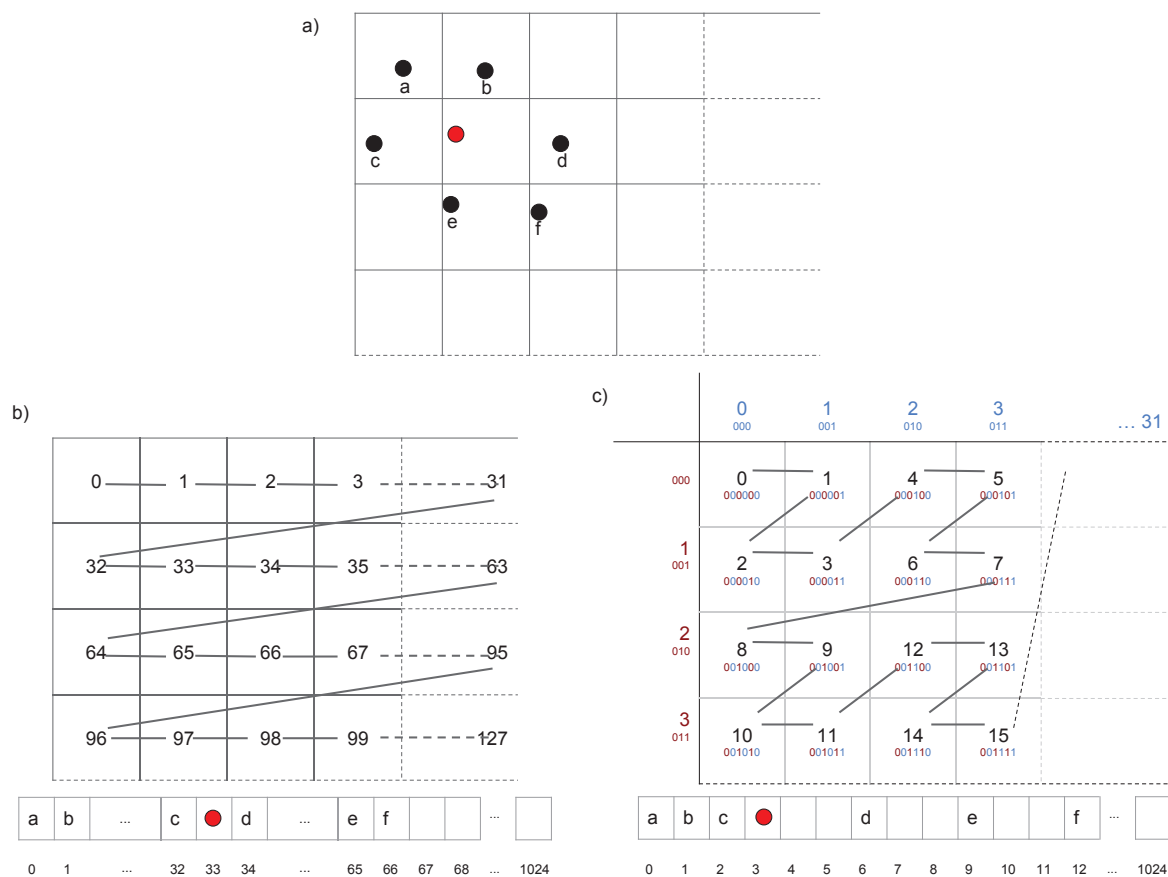 a)
a b
c d
e f
b)
0 1 2 3 31
32 33 34 35 63
64 65 66 67 95
96 97 98 99 127
a b ... c d ... e f ...
0 1 ... 32 33 34 ... 65 66 67 68 ... 1024
c)
0 1 2 3 ... 31
000 001 010 011
000 0 1 4 5
000000 000001 000100 000101
1 2 3 6 7
001 000010 000011 000110 000111
2 8 9 12 13
010 001000 001001 001100 001101
3 10 11 14 15
011 001010 001011 001110 001111
a b c d e f ...
0 1 2 3 4 5 6 7 8 9 10 11 12 ... 1024